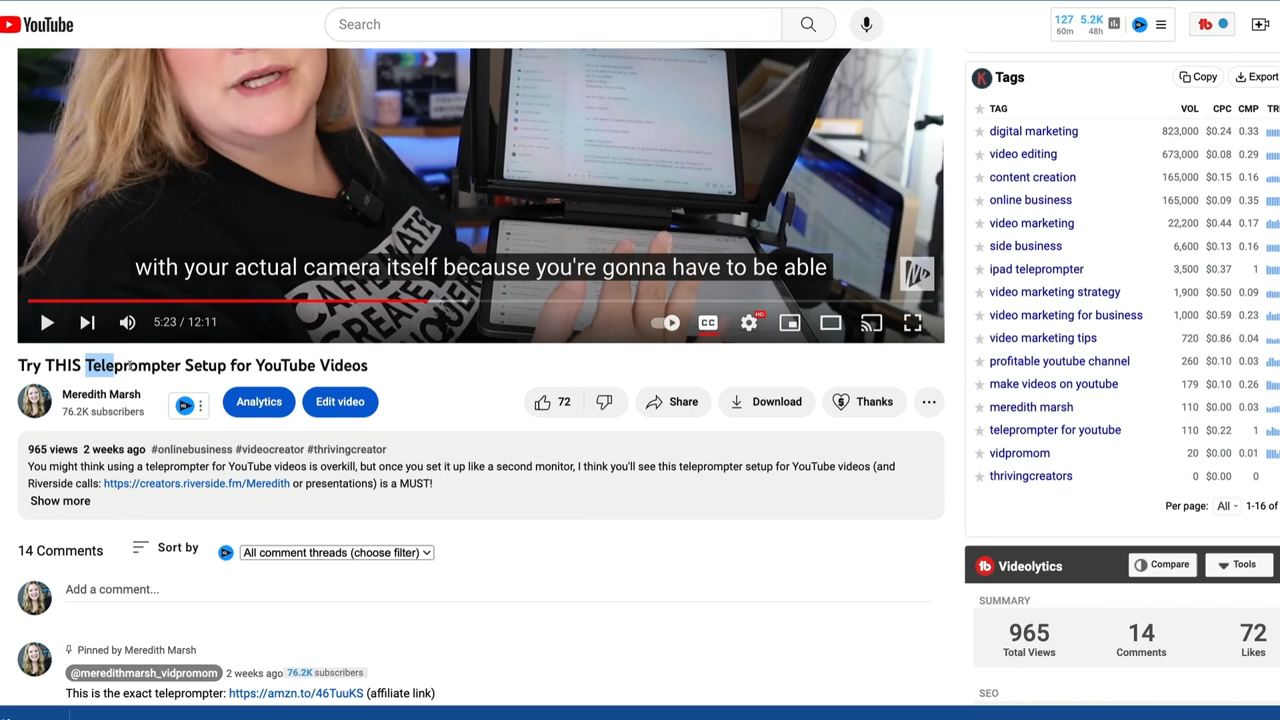 YouTube
Search
127 5.2K
60m 48h
with your actual camera itself because you're gonna have to be able
5:23 / 12:11
CC
HD
Try THIS Teleprompter Setup for YouTube Videos
Meredith Marsh
76.2K subscribers
Analytics
Edit video
72
Share
Download
Thanks
965 views 2 weeks ago #onlinebusiness #videocreator #thrivingcreator
You might think using a teleprompter for YouTube videos is overkill, but once you set it up like a second monitor, I think you'll see this teleprompter setup for YouTube videos (and
Riverside calls: https://creators.riverside.fm/Meredith or presentations) is a MUST!
Show more
14 Comments
Sort by
All comment threads (choose filter)
Add a comment...
Pinned by Meredith Marsh
@meredithmarsh_vidpromom 2 weeks ago 76.2K subscribers
This is the exact teleprompter: https://amzn.to/46TuuKS (affiliate link)
K Tags
Copy
Export
TAG VOL CPC CMP TR
digital marketing 823,000 $0.24 0.33
video editing 673,000 $0.08 0.29
content creation 165,000 $0.15 0.16
online business 165,000 $0.09 0.35
video marketing 22,200 $0.44 0.17
side business 6,600 $0.13 0.16
ipad teleprompter 3,500 $0.37 1
video marketing strategy 1,900 $0.50 0.09
video marketing for business 1,000 $0.59 0.23
video marketing tips 720 $0.86 0.04
profitable youtube channel 260 $0.10 0.03
make videos on youtube 179 $0.10 0.26
meredith marsh 110 $0.00 0.03
teleprompter for youtube 110 $0.22 1
vidpromom 20 $0.00 0.01
thrivingcreators 0 $0.00 0
Per page: All 1-16 of
tb Videolytics
Compare
Tools
SUMMARY
965 14 72
Total Views Comments Likes
SEO